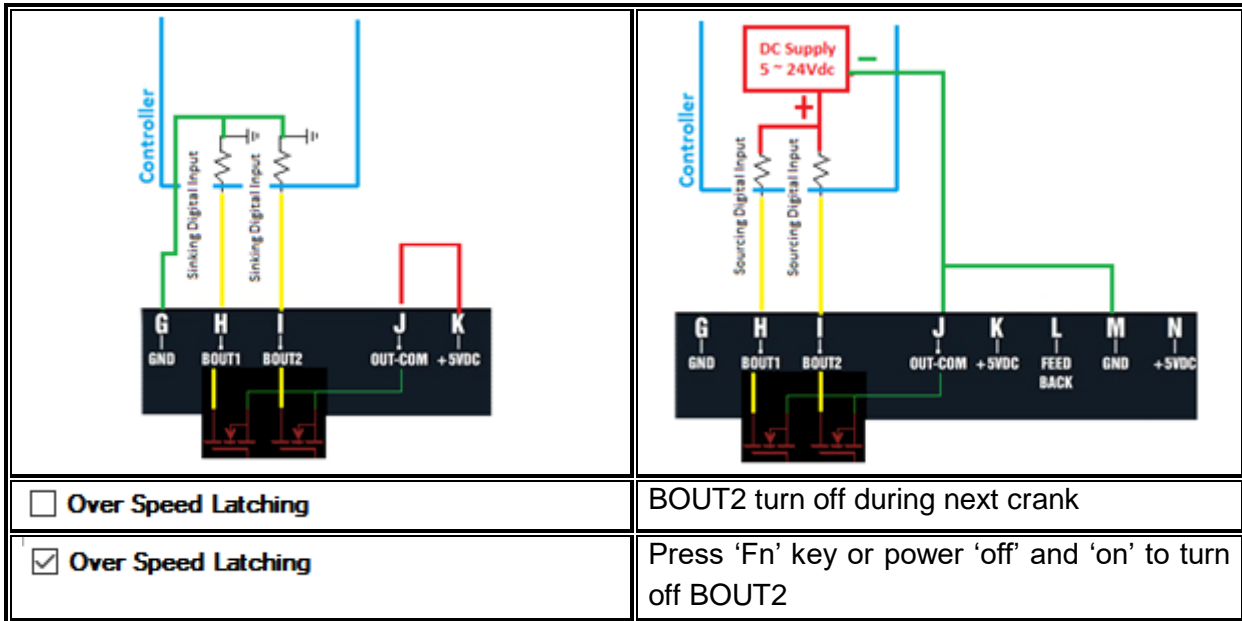 Controller
Sinking Digital Input
Sinking Digital Input
G H I J K
GND BOUT1 BOUT2 OUT-COM +5VDC
DC Supply
5 ~ 24Vdc
−
+
Controller
Sourcing Digital Input
Sourcing Digital Input
G H I J K L M N
GND BOUT1 BOUT2 OUT-COM +5VDC FEED GND +5VDC
BACK
Over Speed Latching
BOUT2 turn off during next crank
Over Speed Latching
Press ‘Fn’ key or power ‘off’ and ‘on’ to turn
off BOUT2